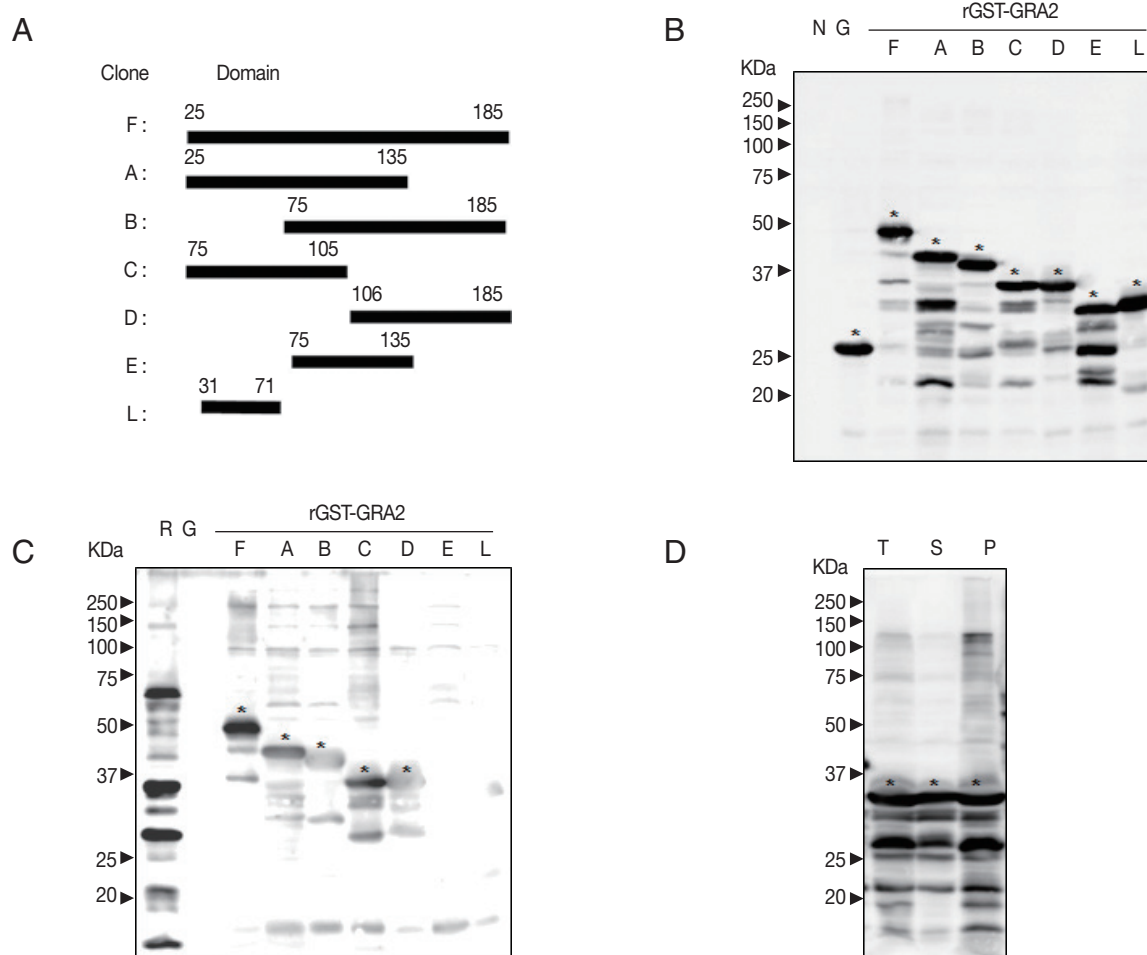 A
Clone Domain
F: 25 185
A: 25 135
B: 75 185
C: 75 105
D: 106 185
E: 75 135
L: 31 71
B
rGST-GRA2
N G F A B C D E L
KDa
250
150
100
75
50
37
25
20
* * * * * * * *
C
rGST-GRA2
R G F A B C D E L
KDa
250
150
100
75
50
37
25
20
* * * * *
D
T S P
KDa
250
150
100
75
50
37
25
20
* * *